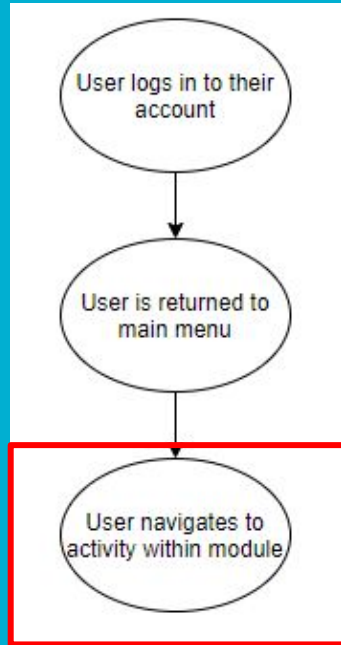 User logs in to their
account
User is returned to
main menu
User navigates to
activity within module